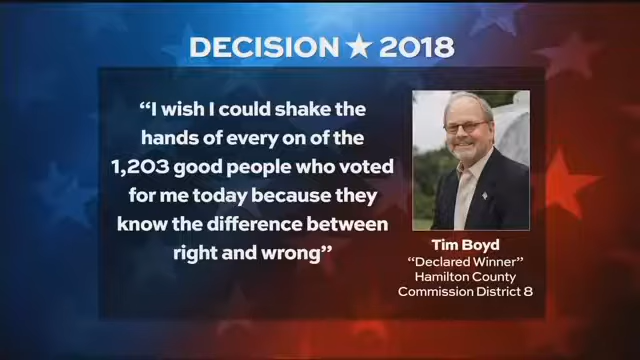 DECISION ★ 2018
“I wish I could shake the
hands of every on of the
1,203 good people who voted
for me today because they
know the difference between
right and wrong”
Tim Boyd
“Declared Winner”
Hamilton County
Commission District 8